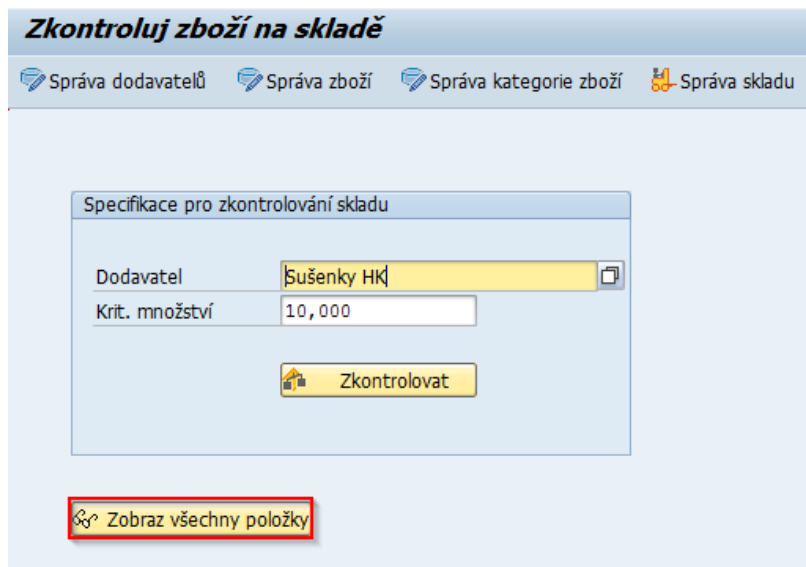 Zkontroluj zboží na skladě
Správa dodavatelů Správa zboží Správa kategorie zboží Správa skladu
Specifikace pro zkontrolování skladu
Dodavatel Sušenky HK
Krit. množství 10,000
Zkontrolovat
Zobraz všechny položky